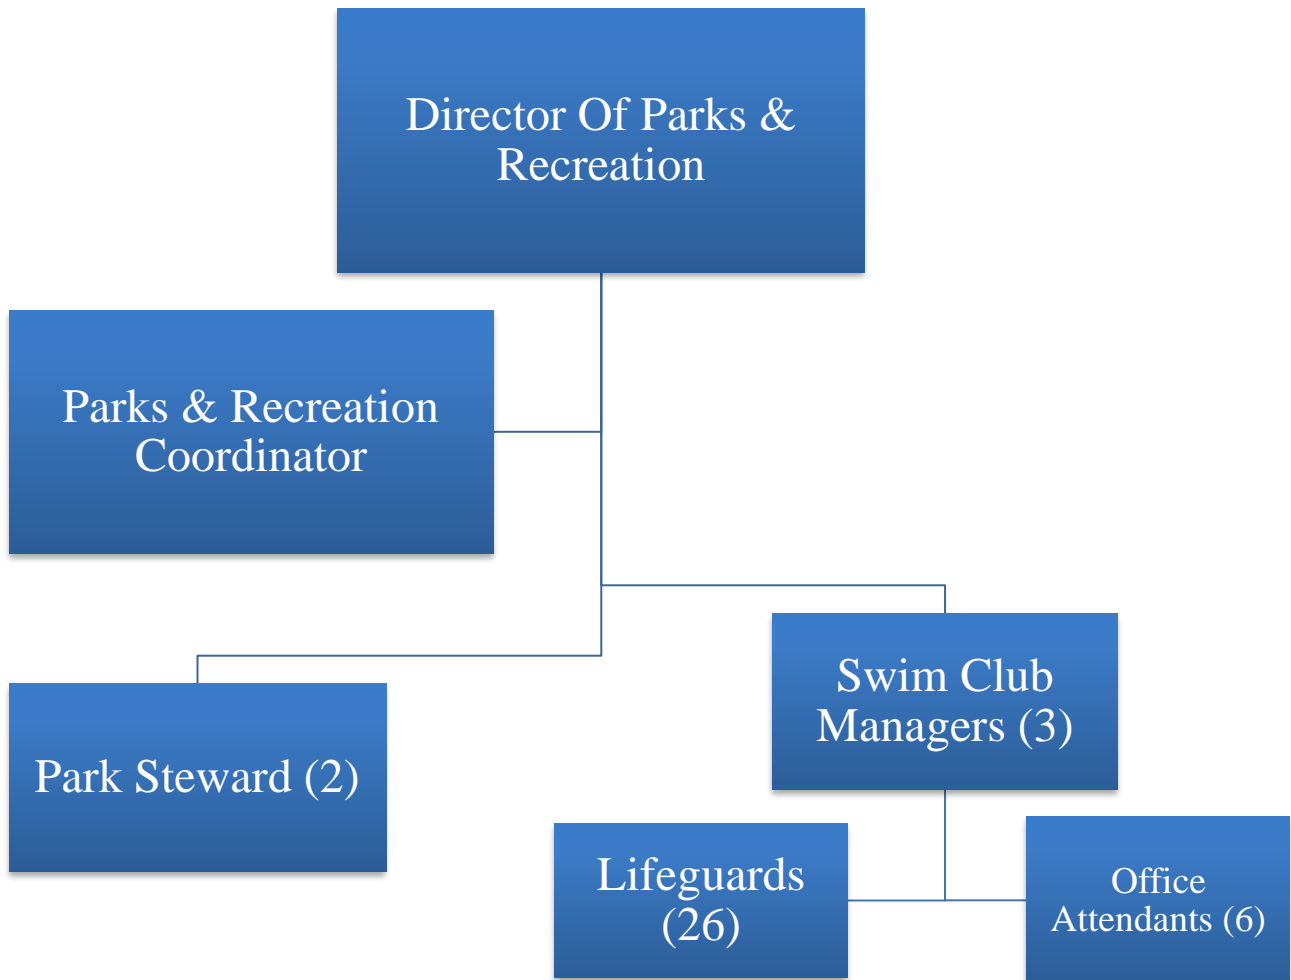 Director Of Parks &
Recreation
Parks & Recreation
Coordinator
Swim Club
Managers (3)
Park Steward (2)
Lifeguards
(26)
Office
Attendants (6)